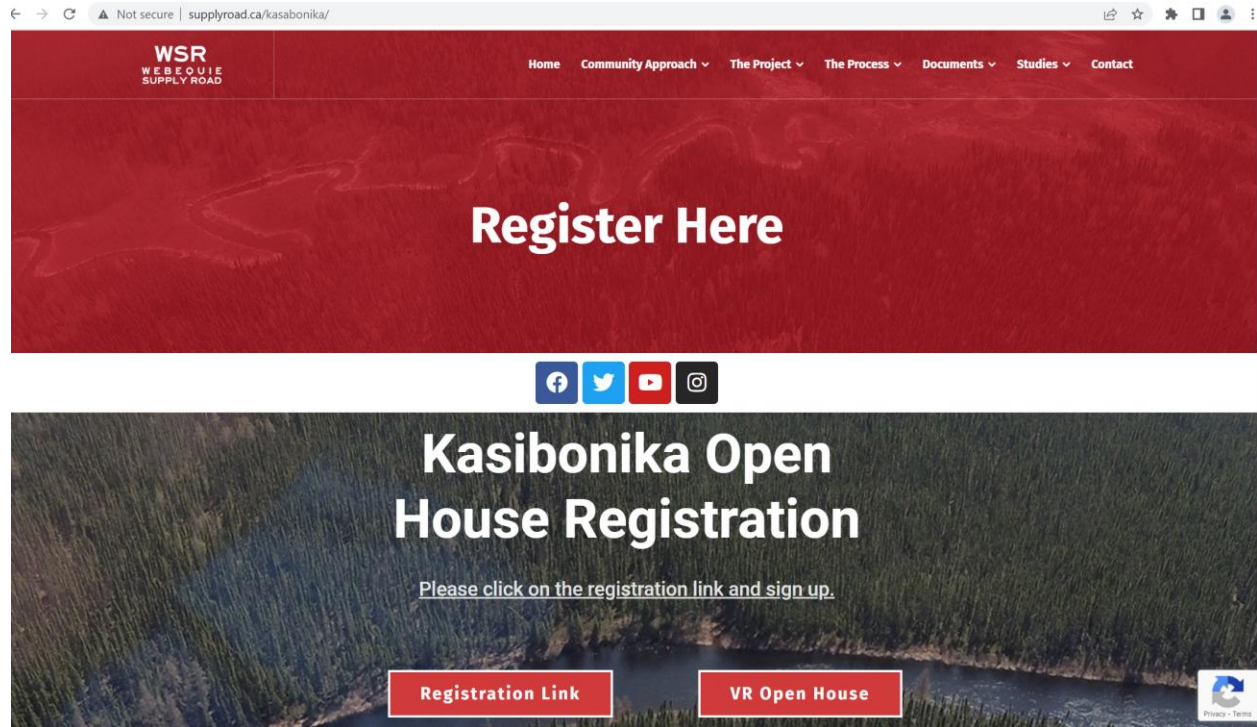 Not secure | supplyroad.ca/kasabonika/
WSR
WEBEQUIE
SUPPLY ROAD
Home Community Approach The Project The Process Documents Studies Contact
Register Here
Kasibonika Open
House Registration
Please click on the registration link and sign up.
Registration Link VR Open House
Privacy - Terms